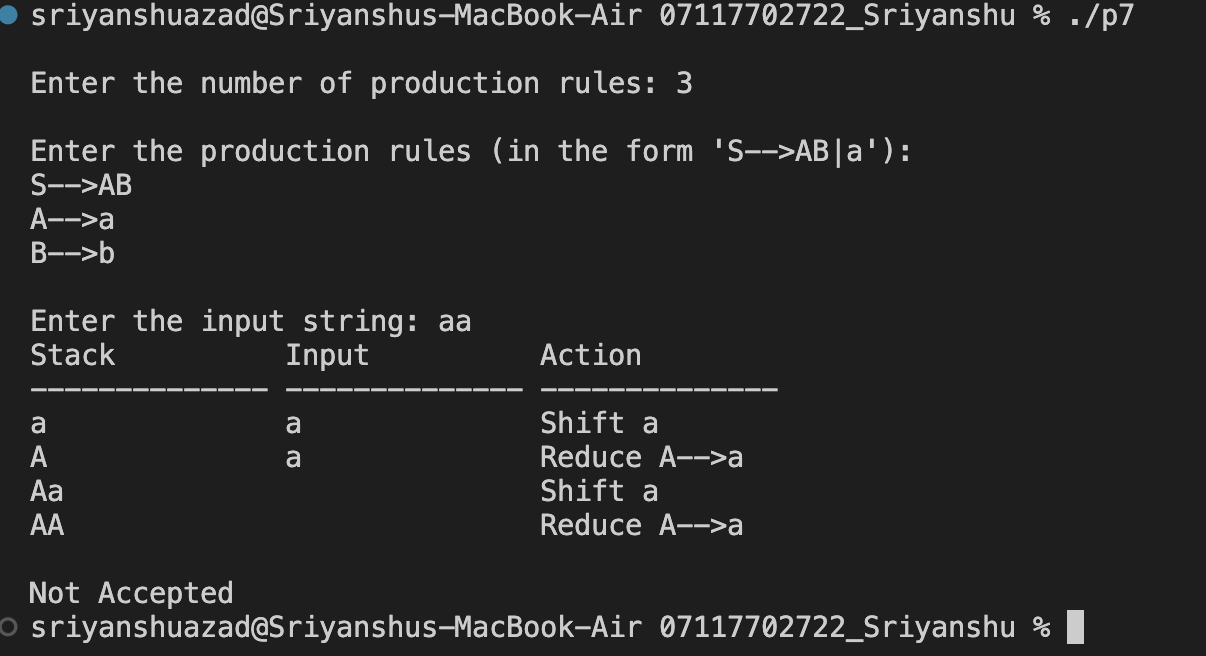 sriyanshuazad@Sriyanshus-MacBook-Air 07117702722_Sriyanshu % ./p7
Enter the number of production rules: 3
Enter the production rules (in the form 'S-->AB|a'):
S-->AB
A-->a
B-->b
Enter the input string: aa
Stack Input Action
-------------- -------------- --------------
a a Shift a
A a Reduce A-->a
Aa Shift a
AA Reduce A-->a
Not Accepted
sriyanshuazad@Sriyanshus-MacBook-Air 07117702722_Sriyanshu %